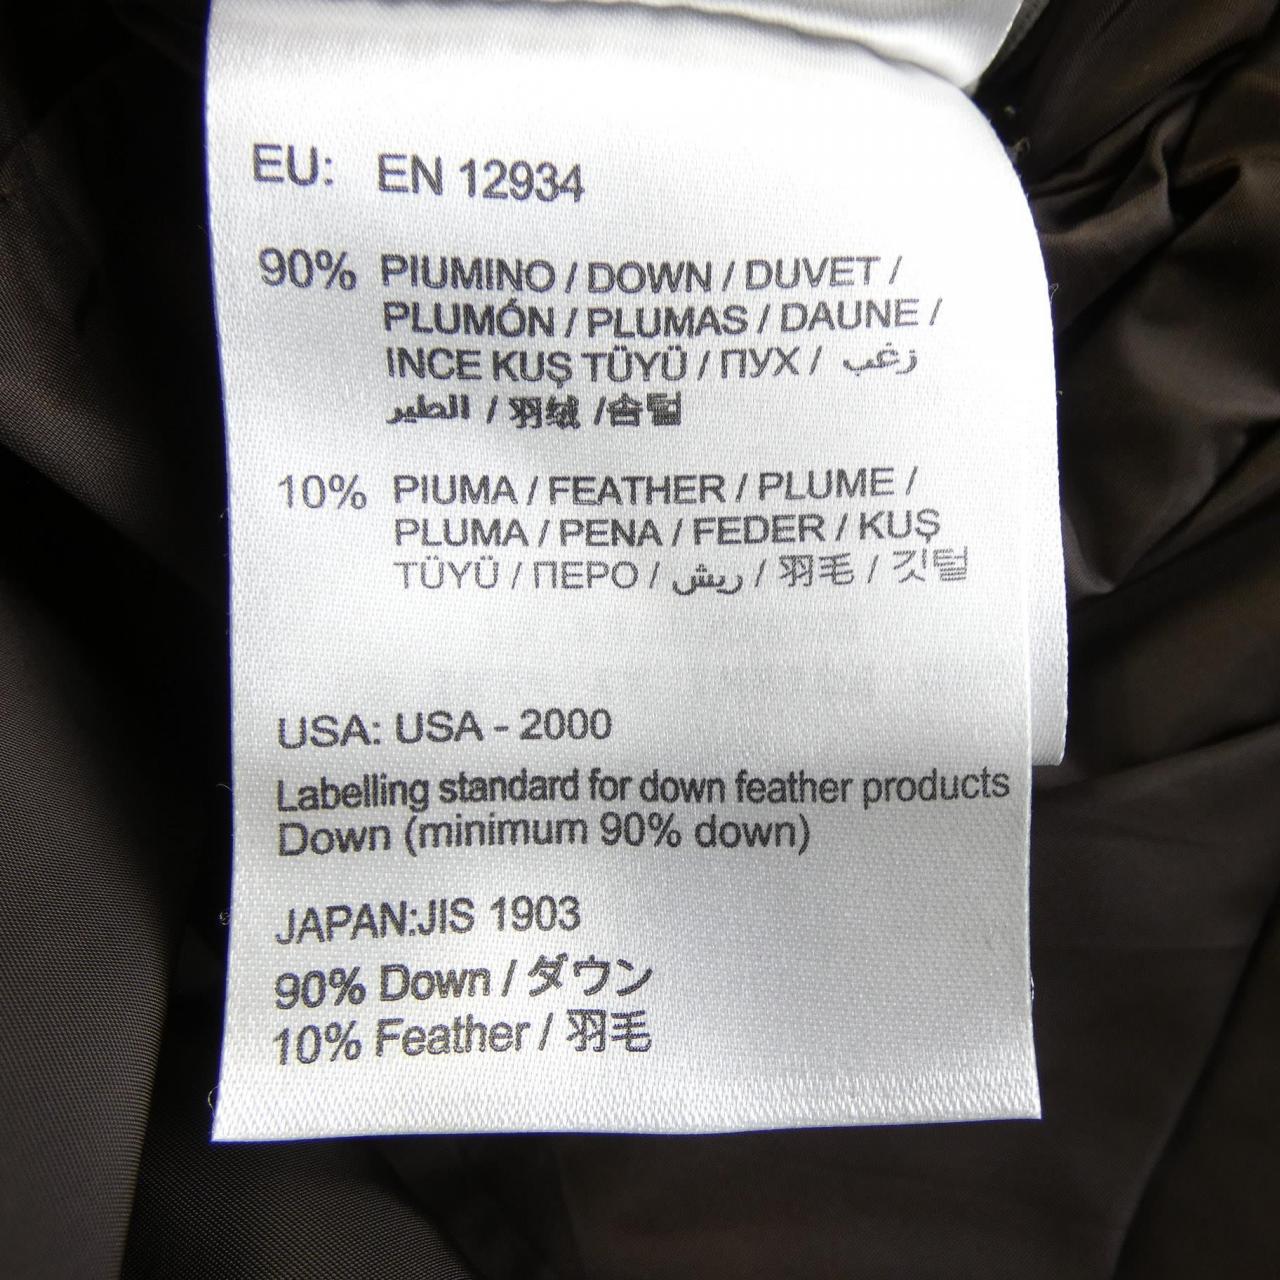 EU: EN 12934
90% PIUMINO / DOWN / DUVET /
PLUMÓN / PLUMAS / DAUNE /
INCE KUŞ TÜYÜ / ПУХ / زغب
الطير / 羽绒 /솜털
10% PIUMA / FEATHER / PLUME /
PLUMA / PENA / FEDER / KUŞ
TÜYÜ / ПЕРО / ريش / 羽毛 / 깃털
USA: USA - 2000
Labelling standard for down feather products
Down (minimum 90% down)
JAPAN:JIS 1903
90% Down / ダウン
10% Feather / 羽毛